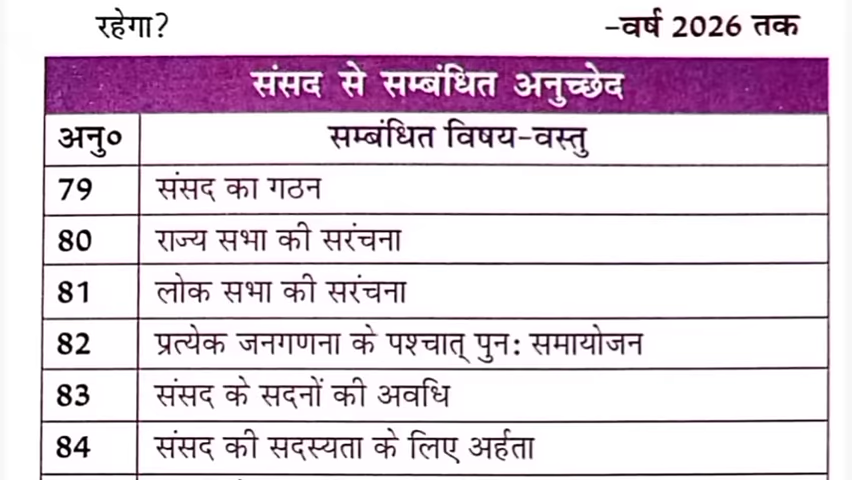 रहेगा? –वर्ष 2026 तक
संसद से सम्बंधित अनुच्छेद
अनु० सम्बंधित विषय-वस्तु
79 संसद का गठन
80 राज्य सभा की सरंचना
81 लोक सभा की सरंचना
82 प्रत्येक जनगणना के पश्चात् पुनः समायोजन
83 संसद के सदनों की अवधि
84 संसद की सदस्यता के लिए अर्हता